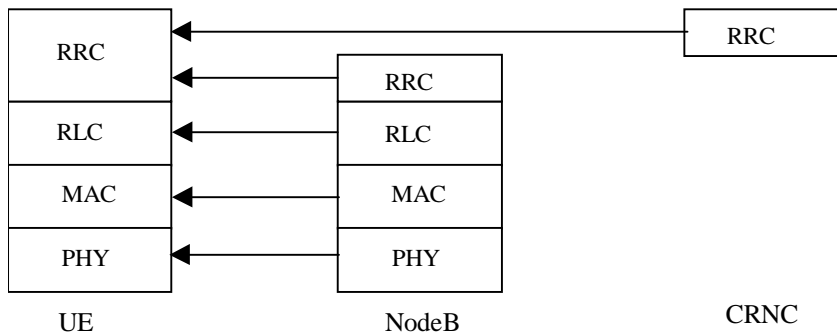 RRC
RRC
RRC
RLC
RLC
MAC
MAC
PHY
PHY
UE
NodeB
CRNC